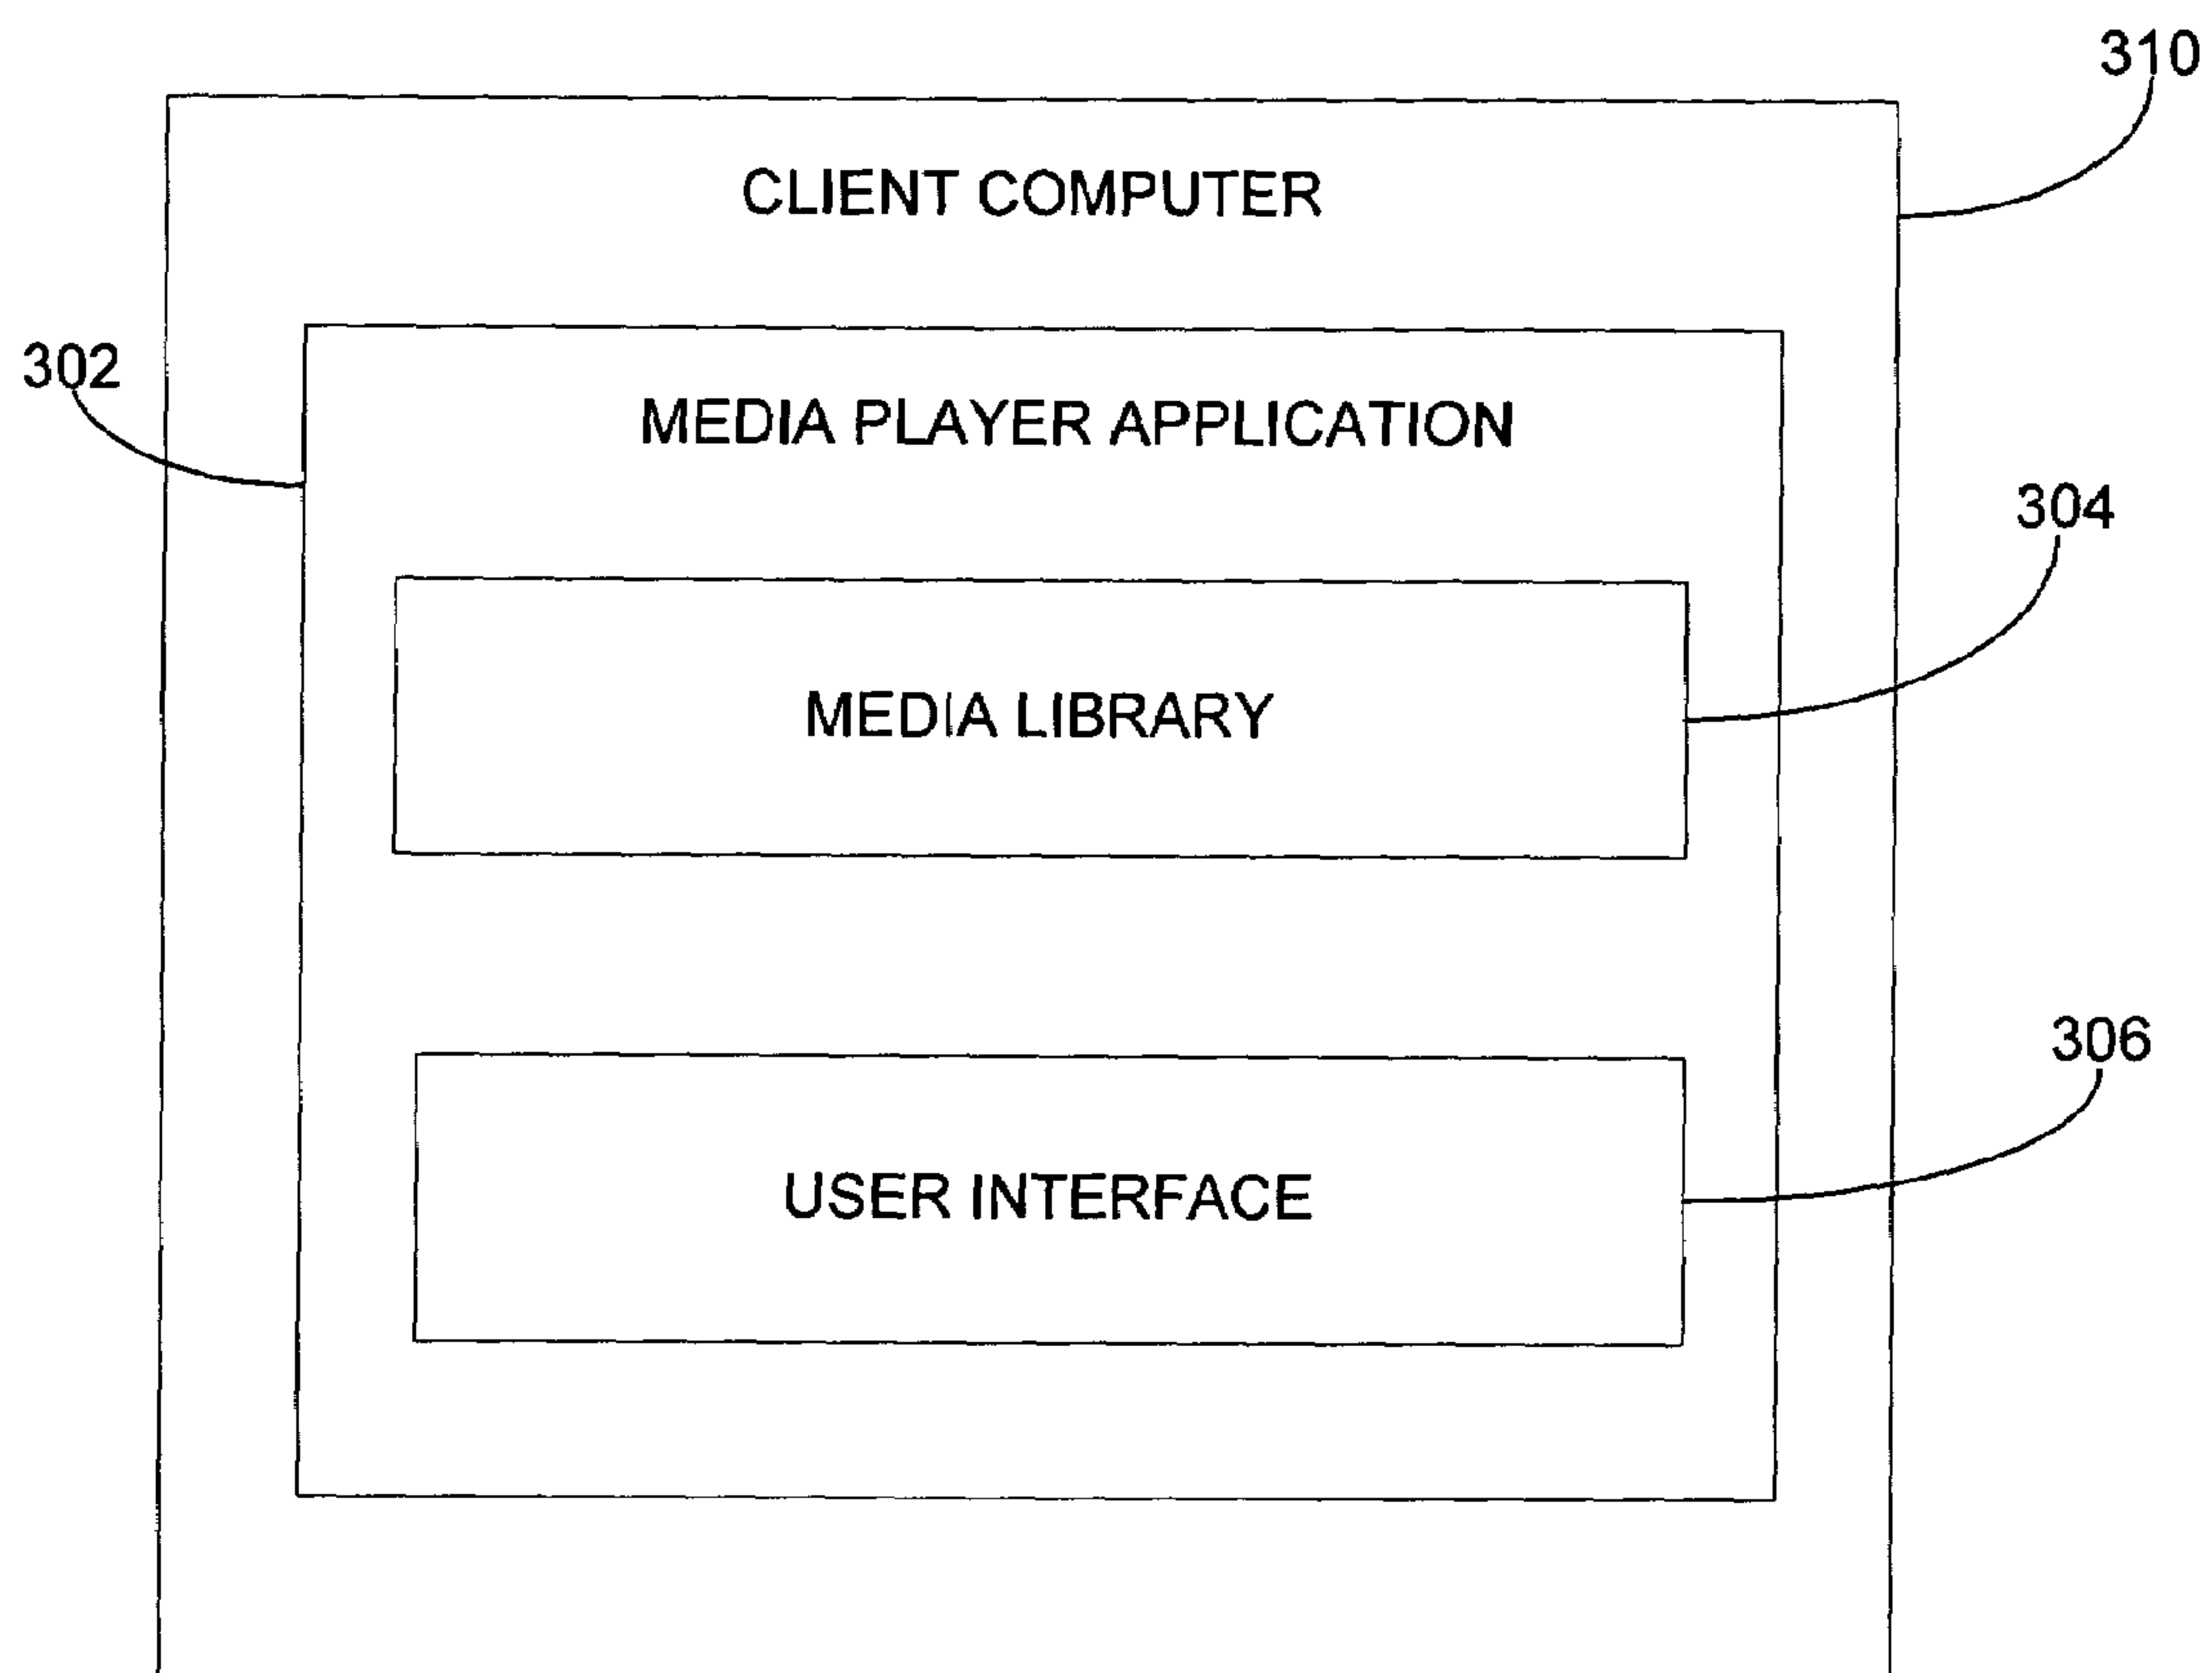 310
CLIENT COMPUTER
302
MEDIA PLAYER APPLICATION
304
MEDIA LIBRARY
306
USER INTERFACE